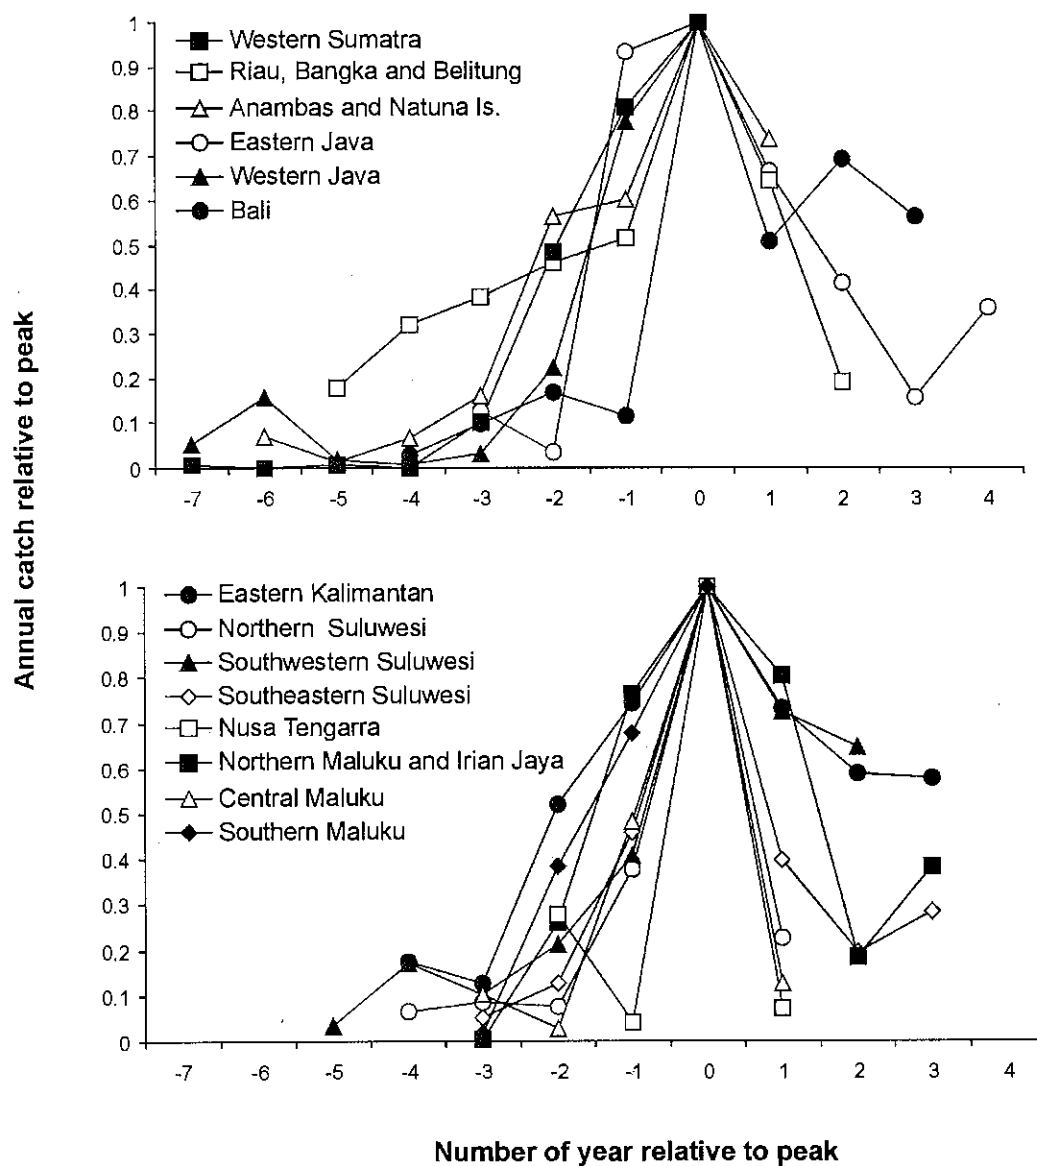 Annual catch relative to peak
1
0.9
0.8
0.7
0.6
0.5
0.4
0.3
0.2
0.1
0
Western Sumatra
Riau, Bangka and Belitung
Anambas and Natuna Is.
Eastern Java
Western Java
Bali
-7 -6 -5 -4 -3 -2 -1 0 1 2 3 4
1
0.9
0.8
0.7
0.6
0.5
0.4
0.3
0.2
0.1
0
Eastern Kalimantan
Northern Suluwesi
Southwestern Suluwesi
Southeastern Suluwesi
Nusa Tengarra
Northern Maluku and Irian Jaya
Central Maluku
Southern Maluku
-7 -6 -5 -4 -3 -2 -1 0 1 2 3 4
Number of year relative to peak